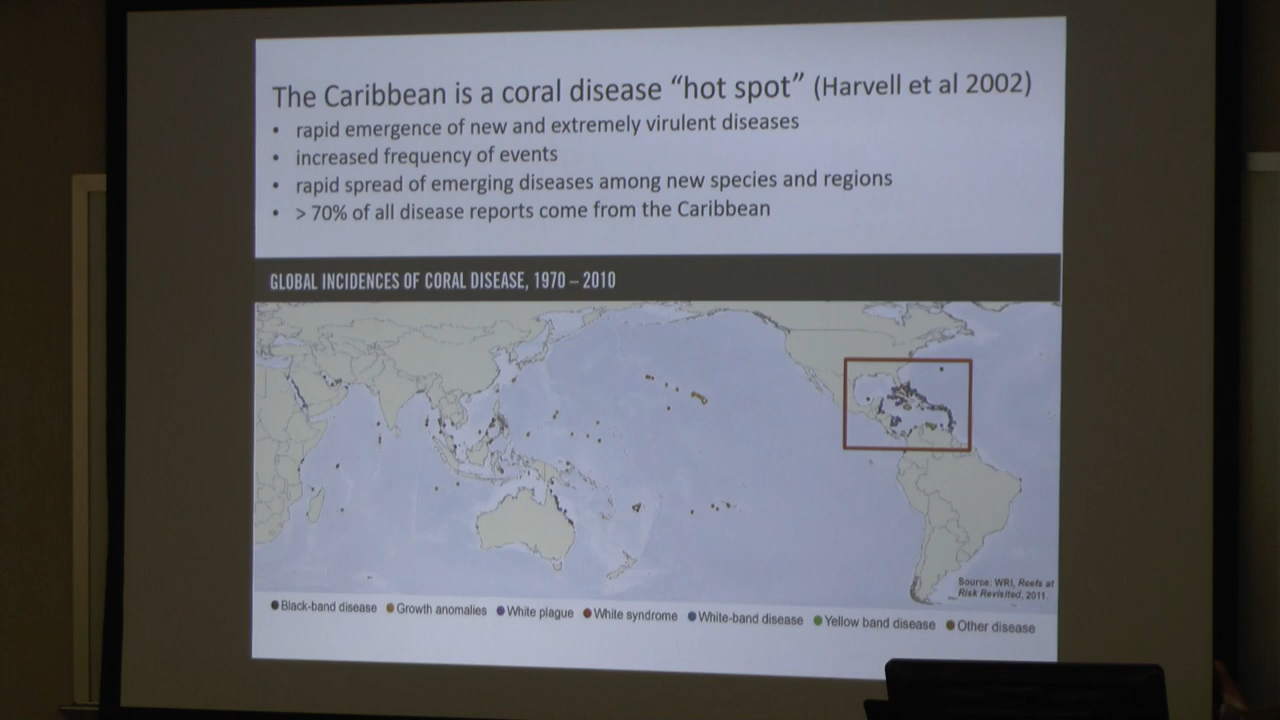 The Caribbean is a coral disease “hot spot” (Harvell et al 2002)
• rapid emergence of new and extremely virulent diseases
• increased frequency of events
• rapid spread of emerging diseases among new species and regions
• > 70% of all disease reports come from the Caribbean
GLOBAL INCIDENCES OF CORAL DISEASE, 1970 – 2010
Source: WRI, Reefs at
Risk Revisited, 2011.
Black-band disease Growth anomalies White plague White syndrome White-band disease Yellow band disease Other disease